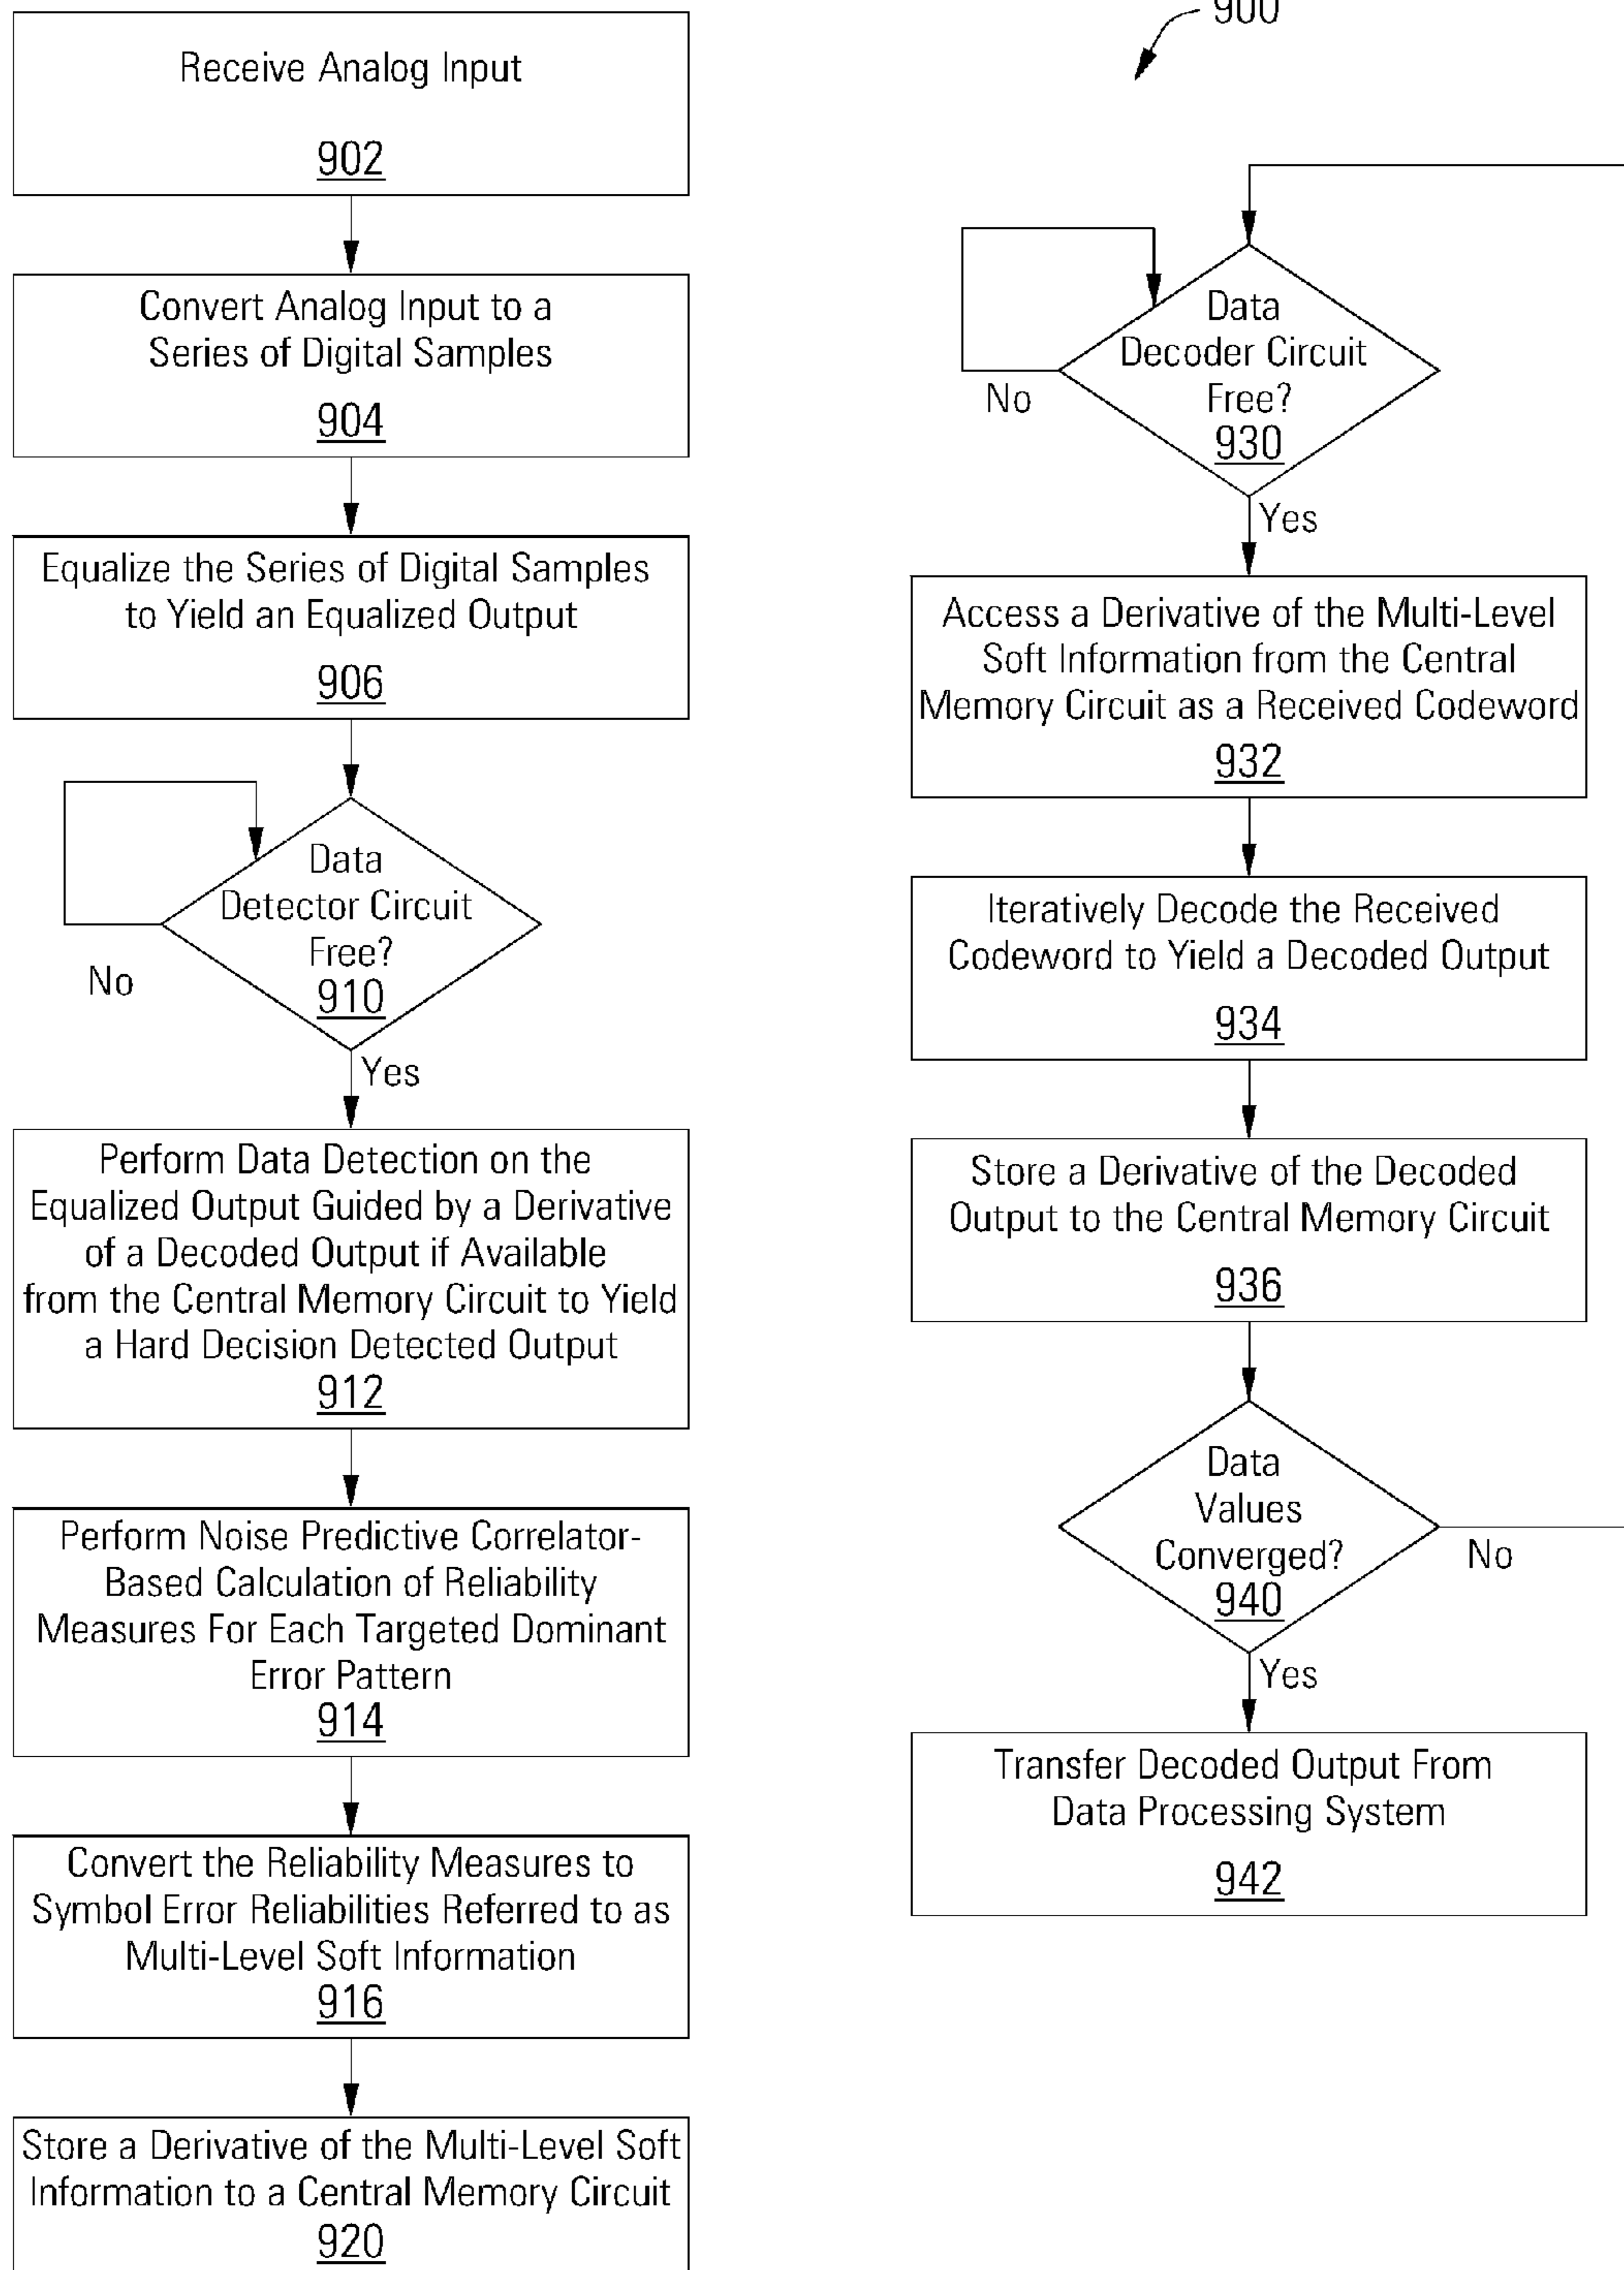 Receive Analog Input
902
Convert Analog Input to a
Series of Digital Samples
904
Equalize the Series of Digital Samples
to Yield an Equalized Output
906
Data
Detector Circuit
Free?
910
No
Yes
Perform Data Detection on the
Equalized Output Guided by a Derivative
of a Decoded Output if Available
from the Central Memory Circuit to Yield
a Hard Decision Detected Output
912
Perform Noise Predictive Correlator-
Based Calculation of Reliability
Measures For Each Targeted Dominant
Error Pattern
914
Convert the Reliability Measures to
Symbol Error Reliabilities Referred to as
Multi-Level Soft Information
916
Store a Derivative of the Multi-Level Soft
Information to a Central Memory Circuit
920
900
Data
Decoder Circuit
Free?
930
No
Yes
Access a Derivative of the Multi-Level
Soft Information from the Central
Memory Circuit as a Received Codeword
932
Iteratively Decode the Received
Codeword to Yield a Decoded Output
934
Store a Derivative of the Decoded
Output to the Central Memory Circuit
936
Data
Values
Converged?
940
No
Yes
Transfer Decoded Output From
Data Processing System
942